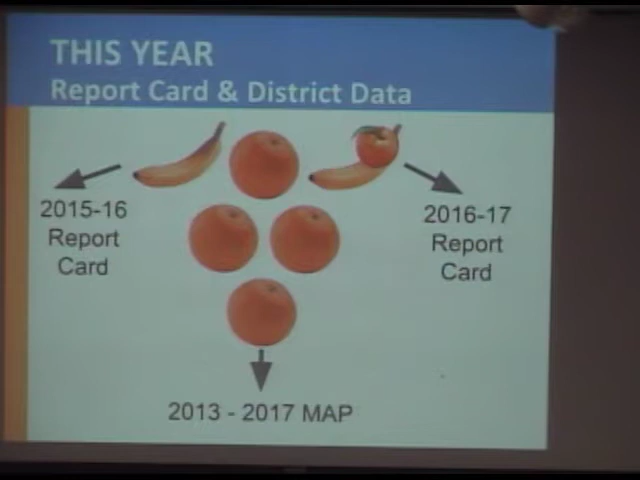 THIS YEAR
Report Card & District Data
2015-16
Report
Card
2016-17
Report
Card
2013 - 2017 MAP